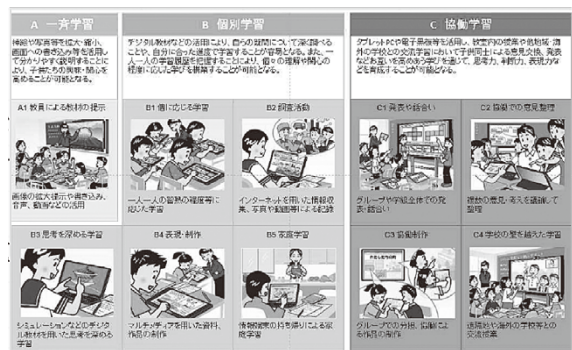 A 一斉学習
挿絵や写真等を拡大・縮小、
画面への書き込み等を活用し
て分かりやすく説明することに
より、子供たちの興味・関心を
高めることが可能となる。
B 個別学習
デジタル教材などの活用により、自らの疑問について深く調べる
ことや、自分に合った進度で学習することが容易となる。また、一
人一人の学習履歴を把握することにより、個々の理解や関心の
程度に応じた学びを構築することが可能となる。
C 協働学習
タブレットPCや電子黒板等を活用し、教室内の授業や他地域・海
外の学校との交流学習において子供同士による意見交換、発表
などお互いを高めあう学びを通じて、思考力、判断力、表現力な
どを育成することが可能となる。
A1 教員による教材の提示
画像の拡大提示や書き込み、
音声、動画などの活用
B1 個に応じる学習
一人一人の習熟の程度等に
応じた学習
B2 調査活動
インターネットを用いた情報収
集、写真や動画等による記録
C1 発表や話合い
グループや学級全体での発
表・話合い
C2 協働での意見整理
複数の意見・考えを議論して
整理
B3 思考を深める学習
シミュレーションなどのデジタ
ル教材を用いた思考を深める
学習
B4 表現・制作
マルチメディアを用いた資料、
作品の制作
B5 家庭学習
情報端末の持ち帰りによる家
庭学習
C3 協働制作
グループでの分担、協働によ
る作品の制作
C4 学校の壁を越えた学習
遠隔地や海外の学校等との
交流授業